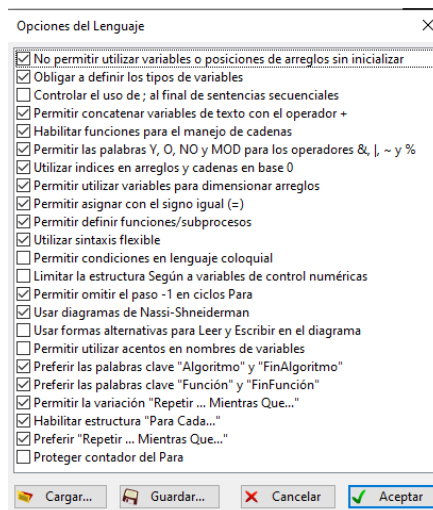 Opciones del Lenguaje
No permitir utilizar variables o posiciones de arreglos sin inicializar
Obligar a definir los tipos de variables
Controlar el uso de ; al final de sentencias secuenciales
Permitir concatenar variables de texto con el operador +
Habilitar funciones para el manejo de cadenas
Permitir las palabras Y, O, NO y MOD para los operadores &, |, ~ y %
Utilizar indices en arreglos y cadenas en base 0
Permitir utilizar variables para dimensionar arreglos
Permitir asignar con el signo igual (=)
Permitir definir funciones/subprocesos
Utilizar sintaxis flexible
Permitir condiciones en lenguaje coloquial
Limitar la estructura Según a variables de control numéricas
Permitir omitir el paso -1 en ciclos Para
Usar diagramas de Nassi-Shneiderman
Usar formas alternativas para Leer y Escribir en el diagrama
Permitir utilizar acentos en nombres de variables
Preferir las palabras clave "Algoritmo" y "FinAlgoritmo"
Preferir las palabras clave "Función" y "FinFunción"
Permitir la variación "Repetir ... Mientras Que..."
Habilitar estructura "Para Cada..."
Preferir "Repetir ... Mientras Que..."
Proteger contador del Para
Cargar... Guardar... Cancelar Aceptar